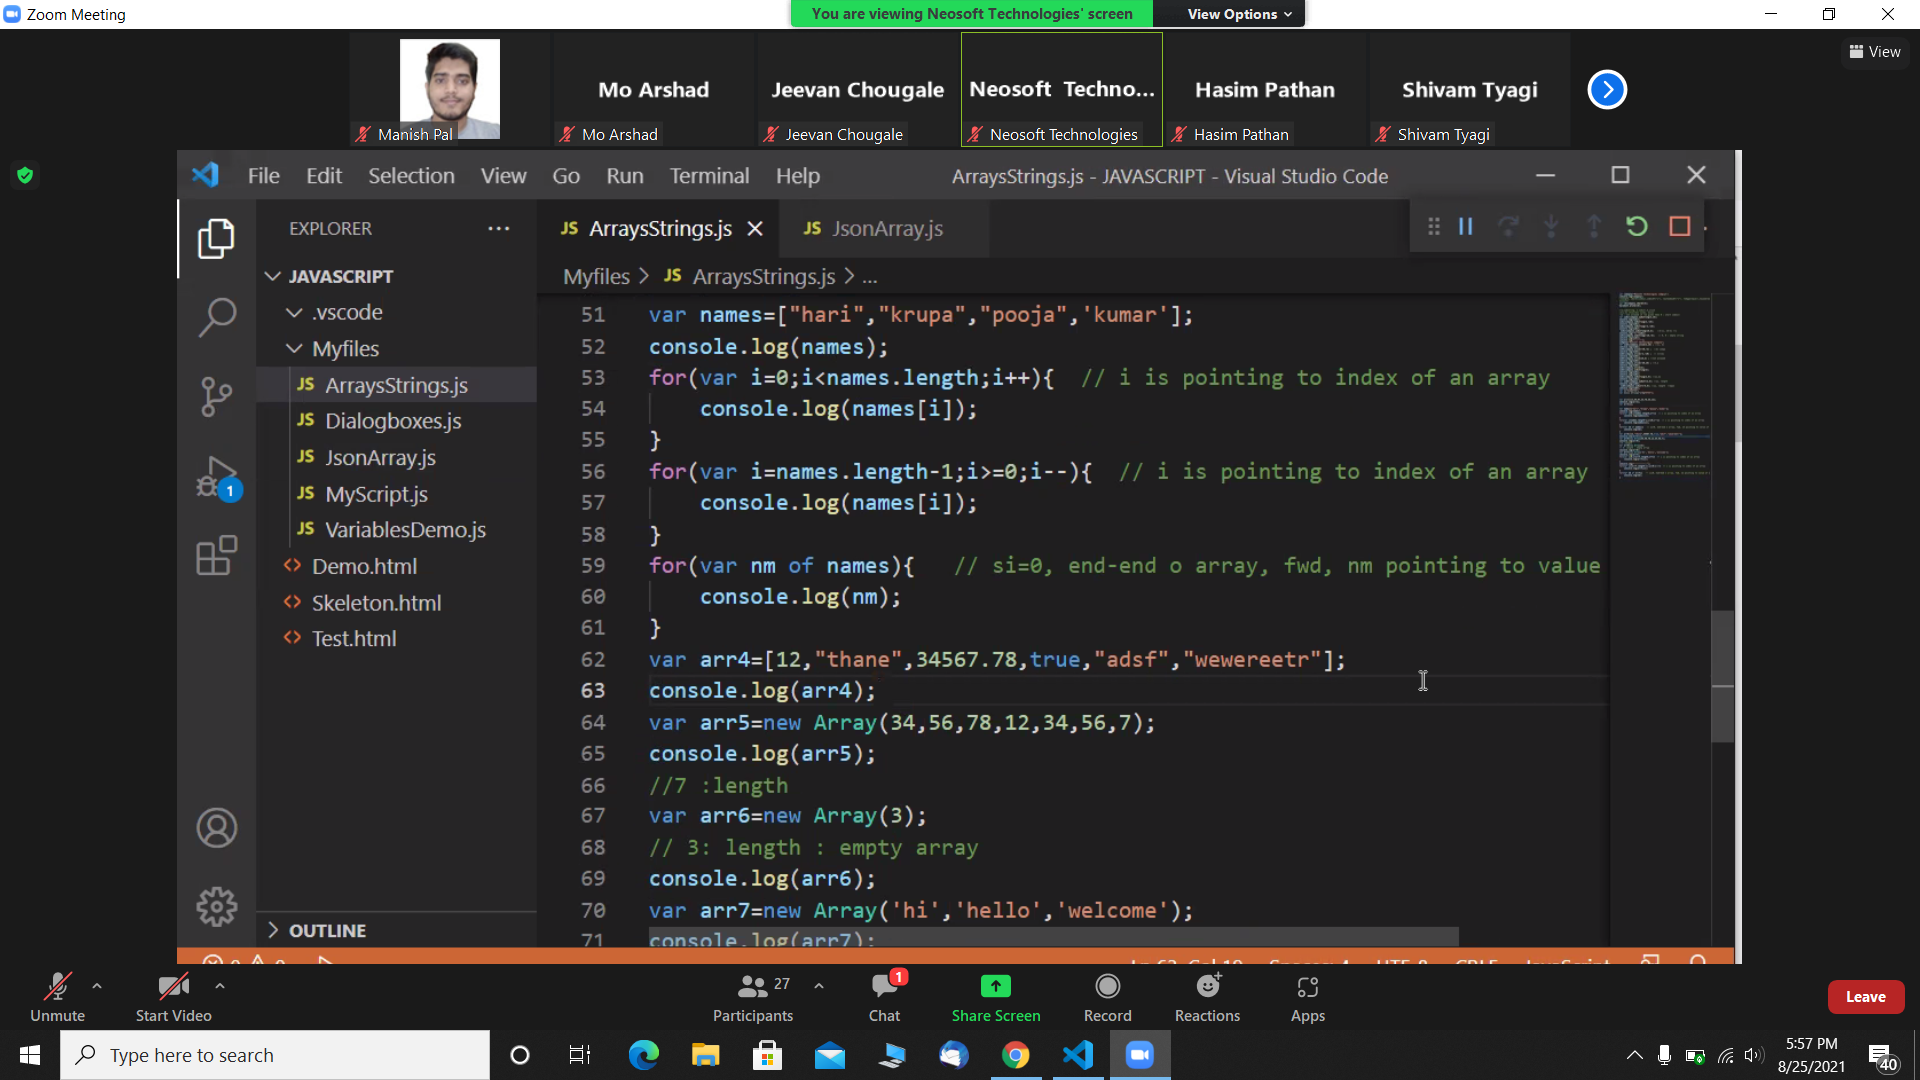 Zoom Meeting
You are viewing Neosoft Technologies' screen
View Options
View
Mo Arshad
Jeevan Chougale
Neosoft Techno...
Hasim Pathan
Shivam Tyagi
Manish Pal
Mo Arshad
Jeevan Chougale
Neosoft Technologies
Hasim Pathan
Shivam Tyagi
File Edit Selection View Go Run Terminal Help
ArraysStrings.js - JAVASCRIPT - Visual Studio Code
EXPLORER ...
JS ArraysStrings.js
JS JsonArray.js
Myfiles > JS ArraysStrings.js > ...
JAVASCRIPT
.vscode
Myfiles
JS ArraysStrings.js
JS Dialogboxes.js
JS JsonArray.js
JS MyScript.js
JS VariablesDemo.js
<> Demo.html
<> Skeleton.html
<> Test.html
1
OUTLINE
51 var names=["hari","krupa","pooja",'kumar'];
52 console.log(names);
53 for(var i=0;i<names.length;i++){ // i is pointing to index of an array
54 console.log(names[i]);
55 }
56 for(var i=names.length-1;i>=0;i--){ // i is pointing to index of an array
57 console.log(names[i]);
58 }
59 for(var nm of names){ // si=0, end-end o array, fwd, nm pointing to value
60 console.log(nm);
61 }
62 var arr4=[12,"thane",34567.78,true,"adsf","wewereetr"];
63 console.log(arr4);
64 var arr5=new Array(34,56,78,12,34,56,7);
65 console.log(arr5);
66 //7 :length
67 var arr6=new Array(3);
68 // 3: length : empty array
69 console.log(arr6);
70 var arr7=new Array('hi','hello','welcome');
71 console.log(arr7);
Unmute
Start Video
27
Participants
1
Chat
Share Screen
Record
Reactions
Apps
Leave
Type here to search
5:57 PM
8/25/2021
40